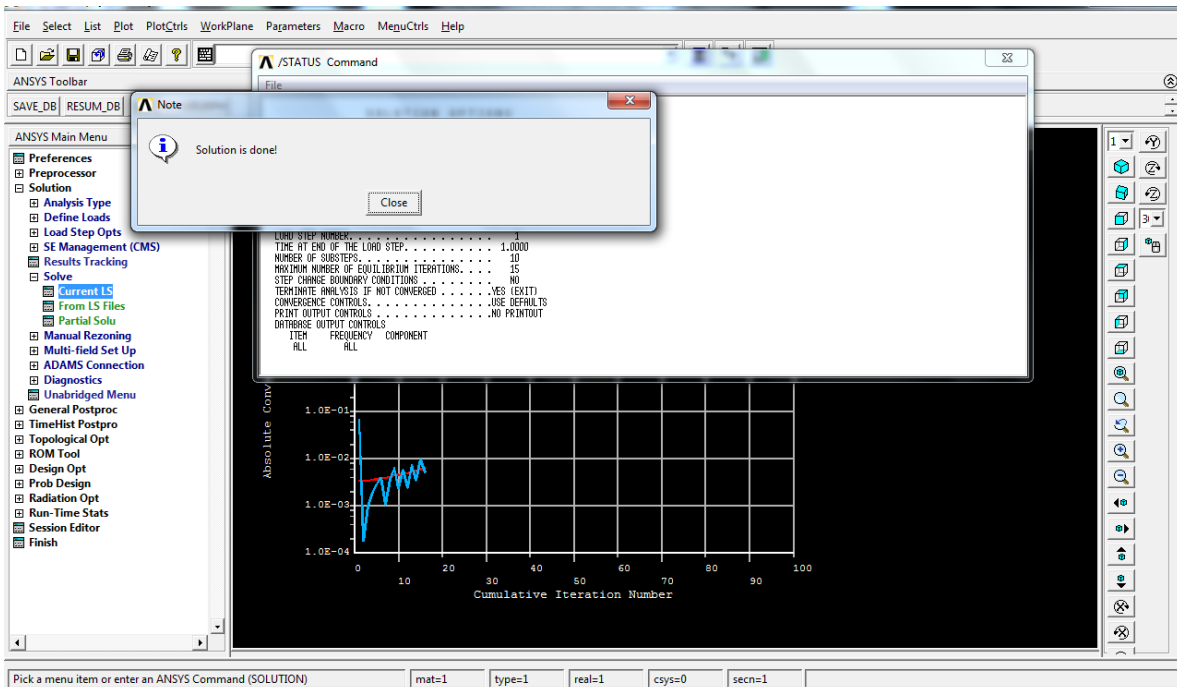 File Select List Plot PlotCtrls WorkPlane Parameters Macro MenuCtrls Help
ANSYS Toolbar
SAVE_DB RESUM_DB
/STATUS Command
File
SOLUTION OPTIONS
Note
Solution is done!
Close
ANSYS Main Menu
Preferences
Preprocessor
Solution
Analysis Type
Define Loads
Load Step Opts
SE Management (CMS)
Results Tracking
Solve
Current LS
From LS Files
Partial Solu
Manual Rezoning
Multi-field Set Up
ADAMS Connection
Diagnostics
Unabridged Menu
General Postproc
TimeHist Postpro
Topological Opt
ROM Tool
Design Opt
Prob Design
Radiation Opt
Run-Time Stats
Session Editor
Finish
LOAD STEP NUMBER. . . . . . . . . . . . . . . . 1
TIME AT END OF THE LOAD STEP. . . . . . . . . . 1.0000
NUMBER OF SUBSTEPS. . . . . . . . . . . . . . . 10
MAXIMUM NUMBER OF EQUILIBRIUM ITERATIONS. . . . 15
STEP CHANGE BOUNDARY CONDITIONS . . . . . . . . NO
TERMINATE ANALYSIS IF NOT CONVERGED . . . . . .YES (EXIT)
CONVERGENCE CONTROLS. . . . . . . . . . . . . .USE DEFAULTS
PRINT OUTPUT CONTROLS . . . . . . . . . . . . .NO PRINTOUT
DATABASE OUTPUT CONTROLS
ITEM FREQUENCY COMPONENT
ALL ALL
Absolute Conv
1.0E-01
1.0E-02
1.0E-03
1.0E-04
0 10 20 30 40 50 60 70 80 90 100
Cumulative Iteration Number
1
Pick a menu item or enter an ANSYS Command (SOLUTION) mat=1 type=1 real=1 csys=0 secn=1